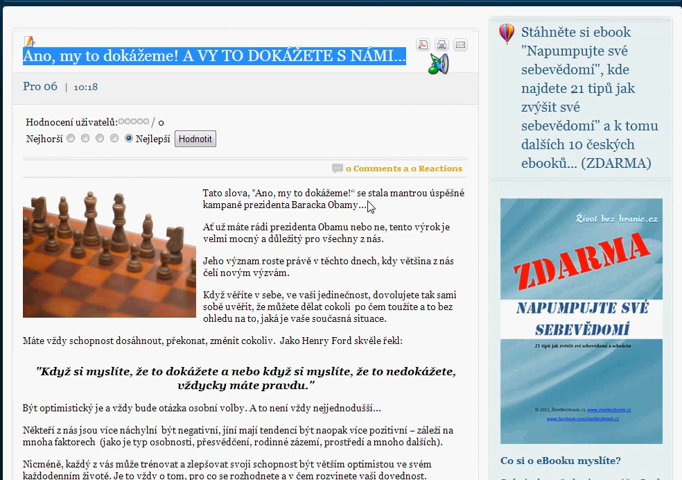 Ano, my to dokážeme! A VY TO DOKÁŽETE S NÁMI...
Pro 06 | 10:18
Hodnocení uživatelů: / 0
Nejhorší Nejlepší Hodnotit
0 Comments a 0 Reactions
Tato slova, "Ano, my to dokážeme!“ se stala mantrou úspěšné
kampaně prezidenta Baracka Obamy...
Ať už máte rádi prezidenta Obamu nebo ne, tento výrok je
velmi mocný a důležitý pro všechny z nás.
Jeho význam roste právě v těchto dnech, kdy většina z nás
čelí novým výzvám.
Když věříte v sebe, ve vaši jedinečnost, dovolujete tak sami
sobě uvěřit, že můžete dělat cokoli po čem toužíte a to bez
ohledu na to, jaká je vaše současná situace.
Máte vždy schopnost dosáhnout, překonat, změnit cokoliv. Jako Henry Ford skvěle řekl:
"Když si myslíte, že to dokážete a nebo když si myslíte, že to nedokážete,
vždycky máte pravdu."
Být optimistický je a vždy bude otázka osobní volby. A to není vždy nejjednodušší...
Někteří z nás jsou více náchylní být negativní, jiní mají tendenci být naopak více pozitivní – záleží na
mnoha faktorech (jako je typ osobnosti, přesvědčení, rodinné zázemí, prostředí a mnoho dalších).
Nicméně, každý z vás může trénovat a zlepšovat svoji schopnost být větším optimistou ve svém
každodenním životě. Je to vždy o tom, pro co se rozhodnete a v čem rozvinete vaši dovednost.
Stáhněte si ebook
"Napumpujte své
sebevědomí", kde
najdete 21 tipů jak
zvýšit své
sebevědomí" a k tomu
dalších 10 českých
ebooků... (ZDARMA)
Život bez hranic.cz
ZDARMA
NAPUMPUJTE SVÉ
SEBEVĚDOMÍ
21 tipů jak zvýšit své sebevědomí a sebeúctu
Co si o eBooku myslíte?